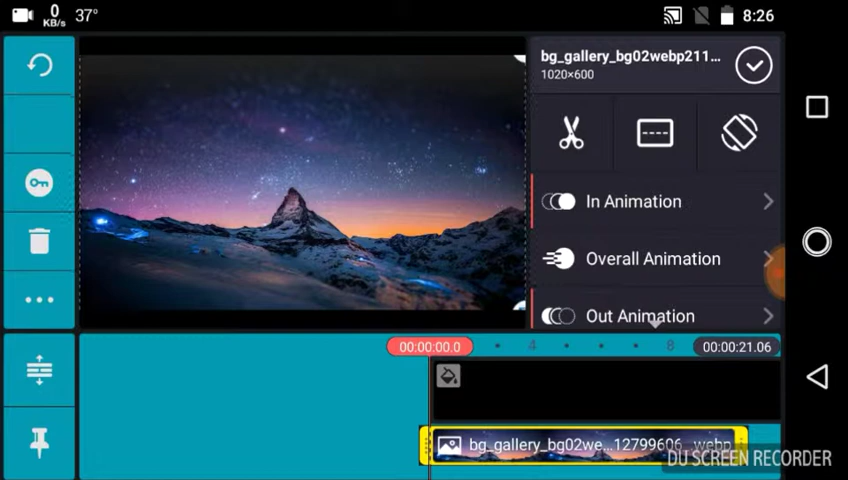 0
KB/s
37°
8:26
bg_gallery_bg02webp211...
1020×600
In Animation
Overall Animation
Out Animation
00:00:00.0
4
8
00:00:21.06
bg_gallery_bg02we...12799606_.webp
DU SCREEN RECORDER